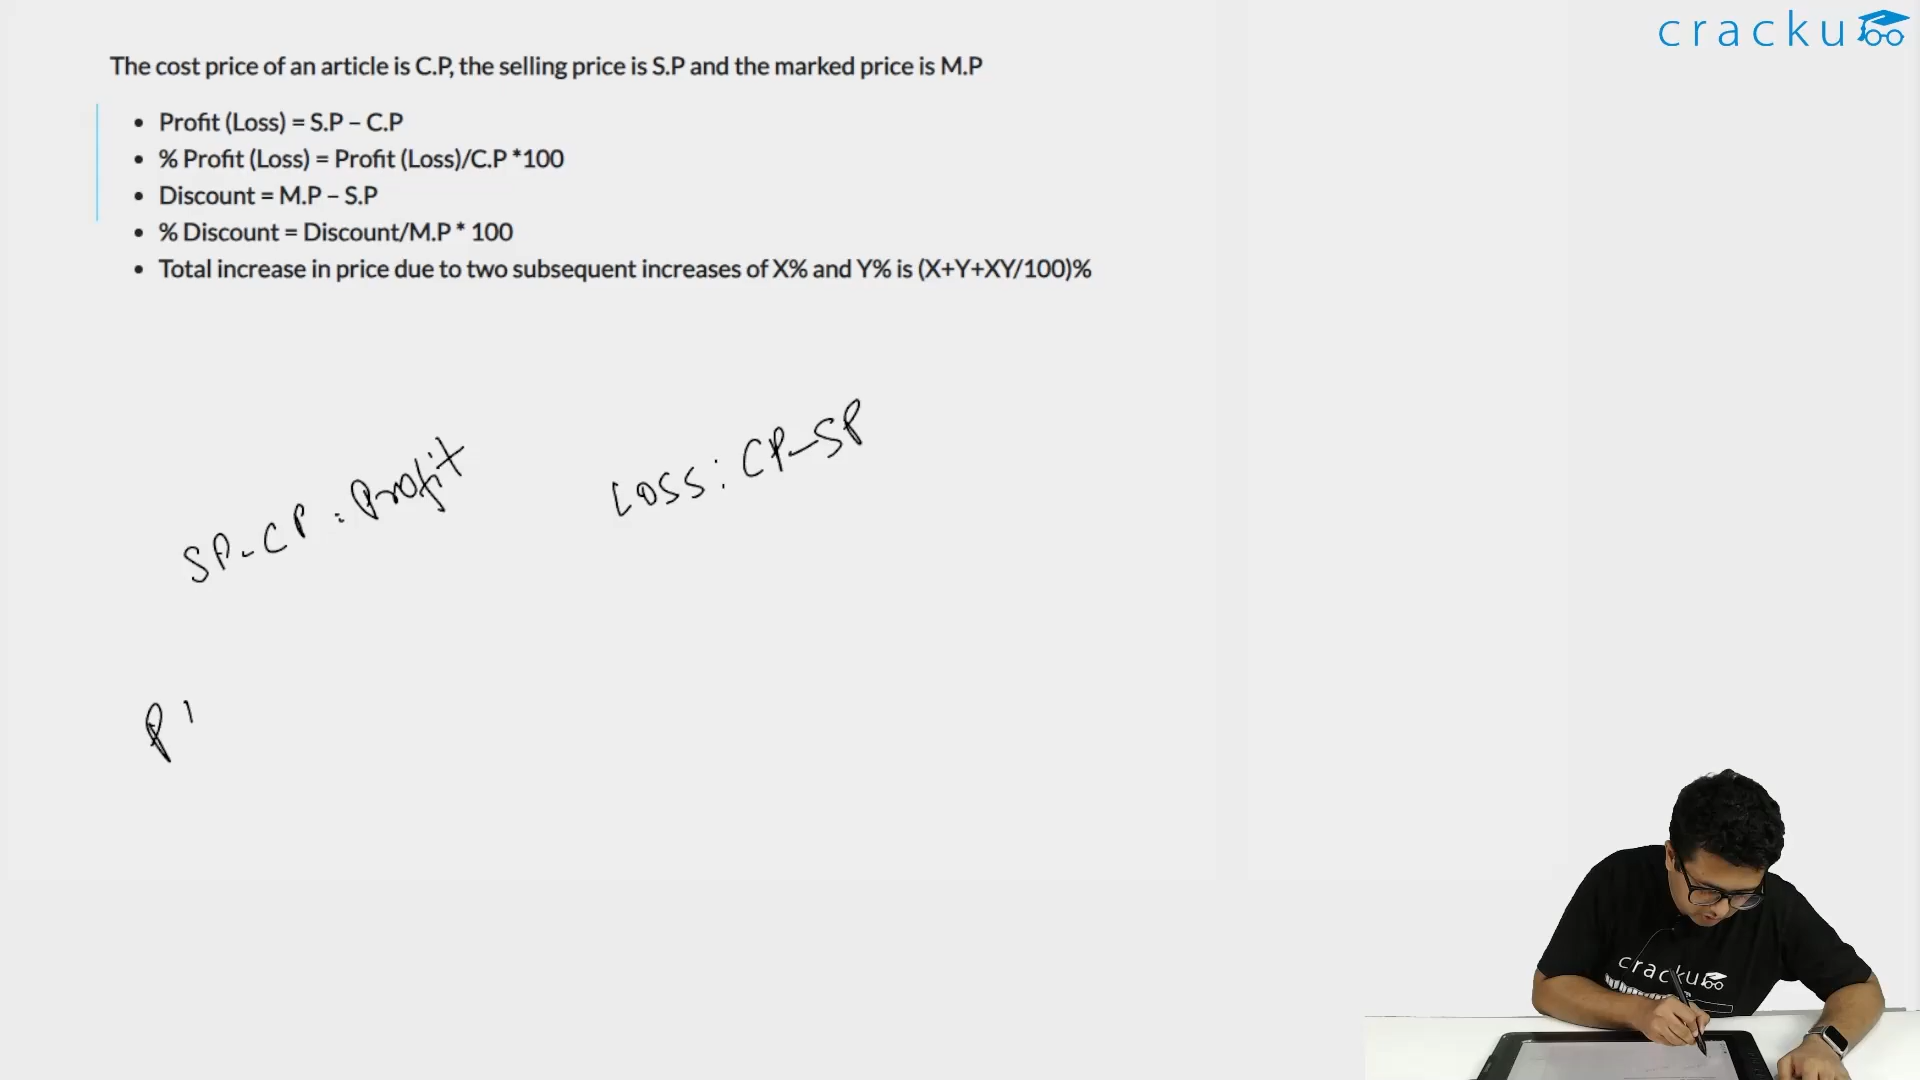 cracku
The cost price of an article is C.P, the selling price is S.P and the marked price is M.P
• Profit (Loss) = S.P – C.P
• % Profit (Loss) = Profit (Loss)/C.P *100
• Discount = M.P – S.P
• % Discount = Discount/M.P * 100
• Total increase in price due to two subsequent increases of X% and Y% is (X+Y+XY/100)%
SP-CP = Profit
Loss: CP-SP
P
cracku